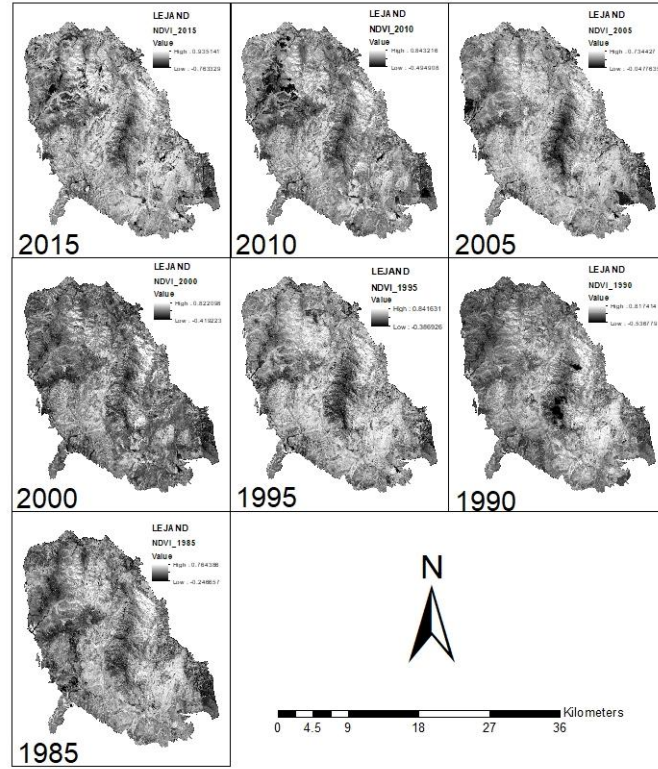 LEJAND
NDVI_2015
Value
High : 0.935141
Low : -0.763329
2015
LEJAND
NDVI_2010
Value
High : 0.843216
Low : -0.494908
2010
LEJAND
NDVI_2005
Value
High : 0.734427
2005
LEJAND
NDVI_2000
Value
High : 0.822098
Low : -0.419223
2000
LEJAND
NDVI_1995
Value
High : 0.841631
Low : -0.386926
1995
LEJAND
NDVI_1990
Value
High : 0.817414
1990
LEJAND
NDVI_1985
Value
High : 0.764386
Low : -0.246657
1985
N
Kilometers
0 4.5 9 18 27 36